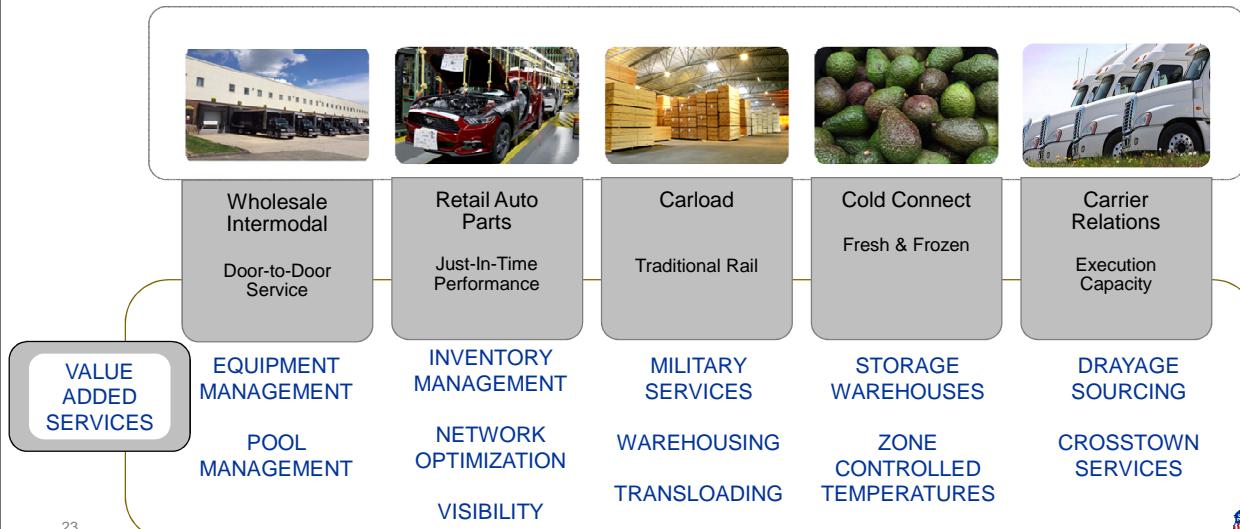 Wholesale
Intermodal
Door-to-Door
Service
Retail Auto
Parts
Just-In-Time
Performance
Carload
Traditional Rail
Cold Connect
Fresh & Frozen
Carrier
Relations
Execution
Capacity
VALUE
ADDED
SERVICES
EQUIPMENT
MANAGEMENT
POOL
MANAGEMENT
INVENTORY
MANAGEMENT
NETWORK
OPTIMIZATION
VISIBILITY
MILITARY
SERVICES
WAREHOUSING
TRANSLOADING
STORAGE
WAREHOUSES
ZONE
CONTROLLED
TEMPERATURES
DRAYAGE
SOURCING
CROSSTOWN
SERVICES
23